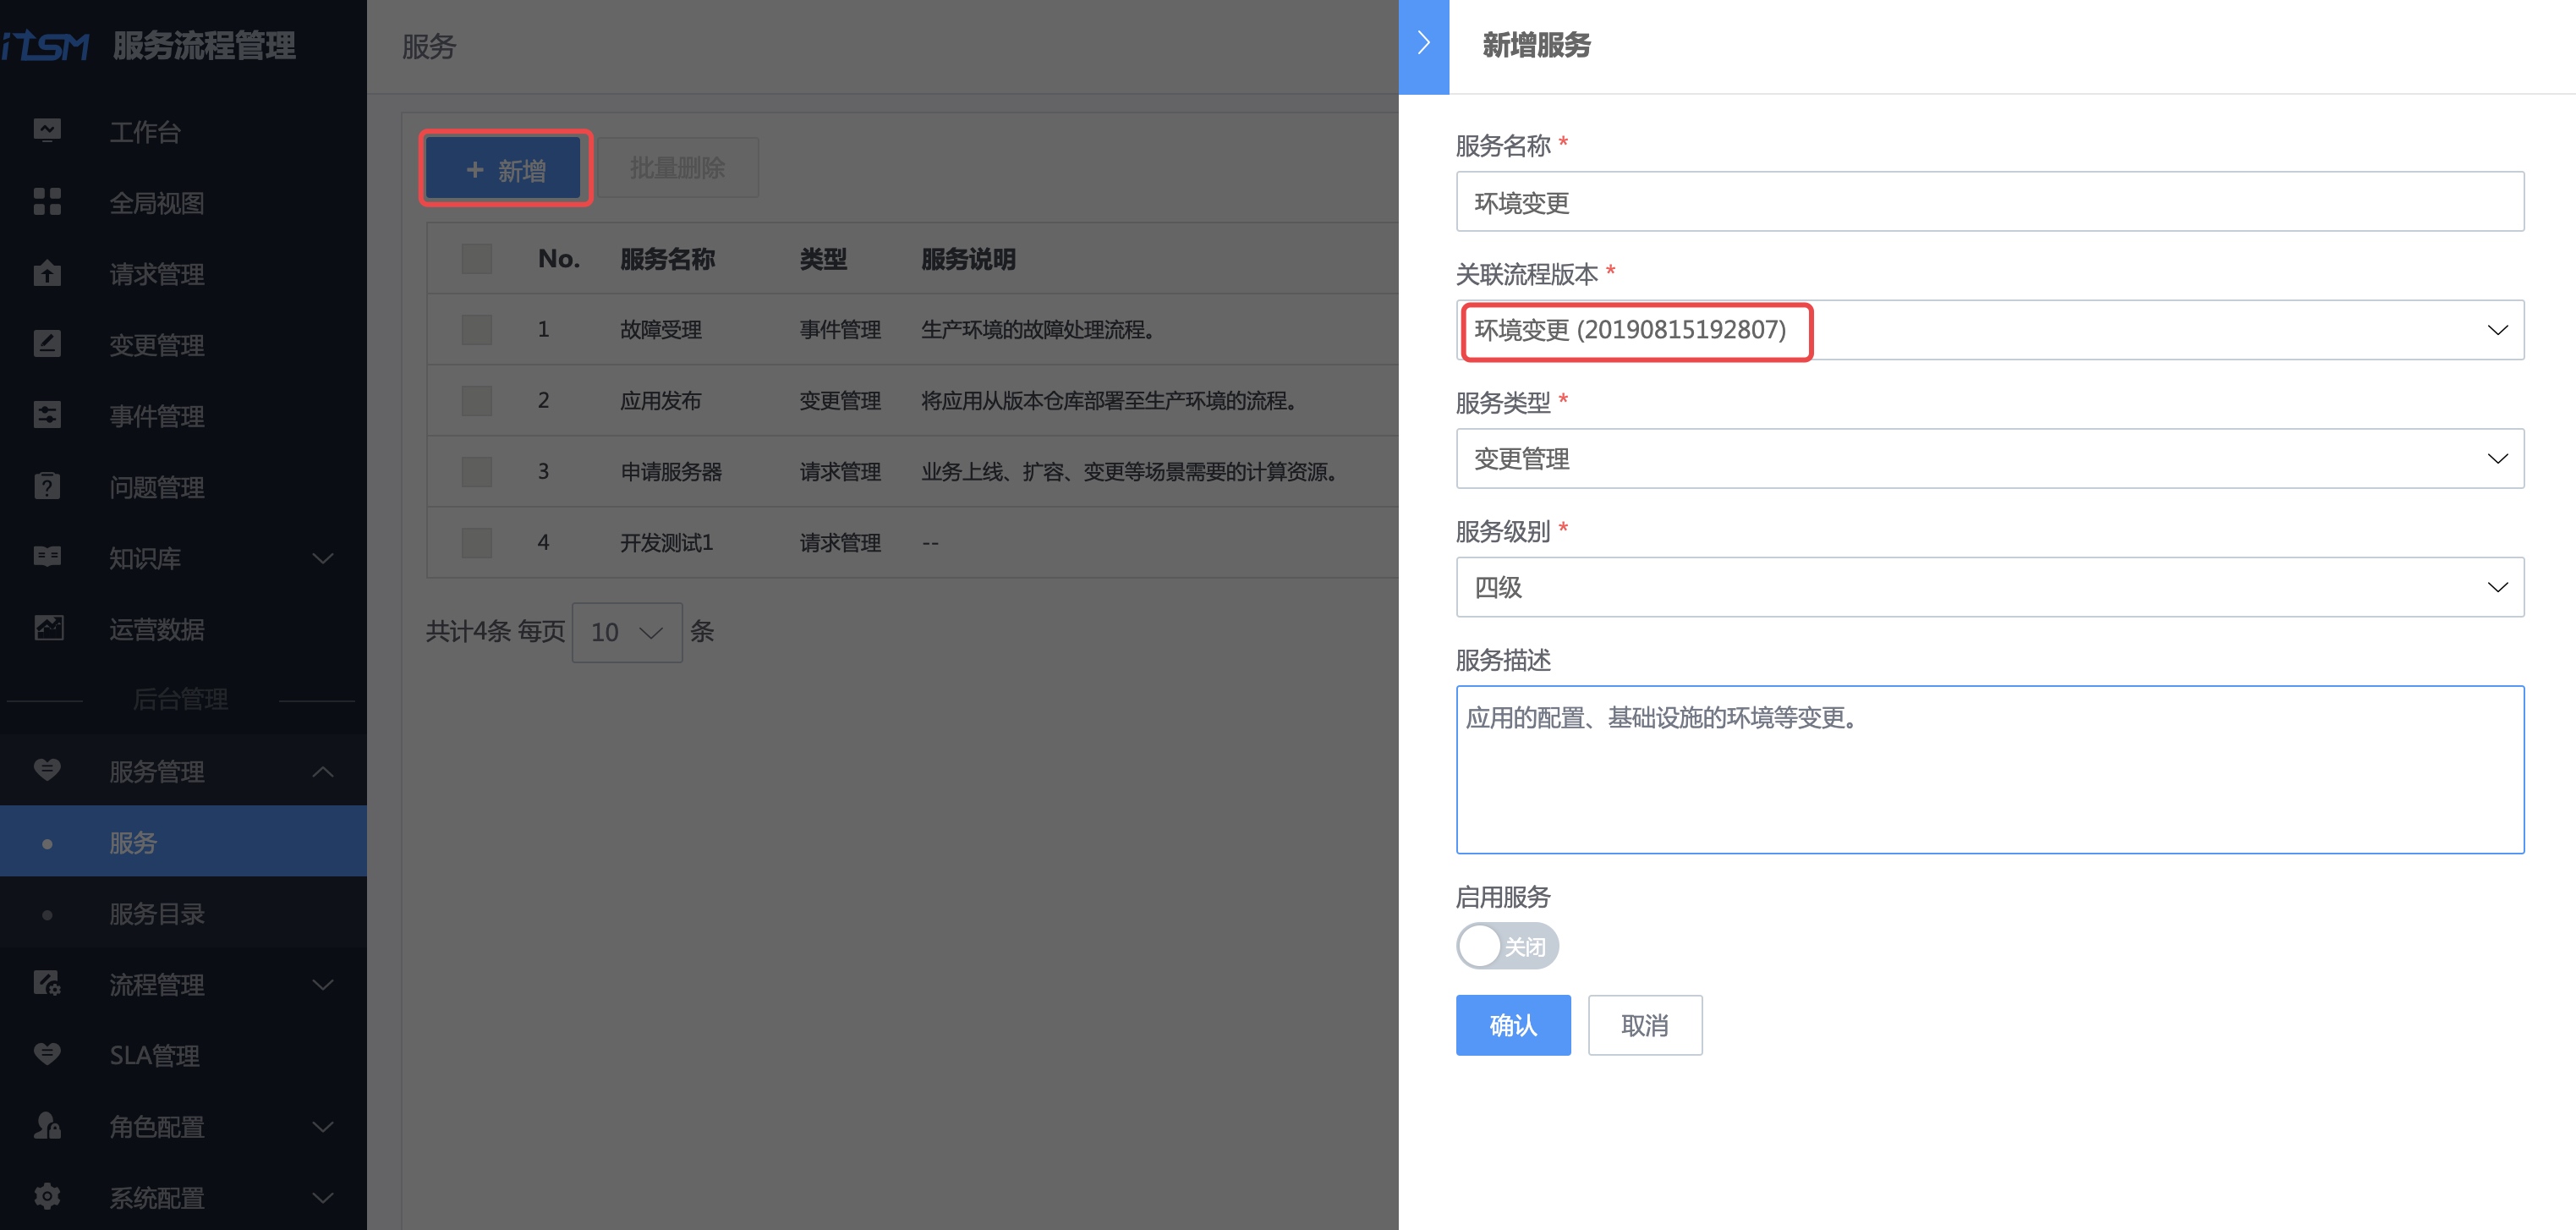 iTSM 服务流程管理
工作台
全局视图
请求管理
变更管理
事件管理
问题管理
知识库
运营数据
后台管理
服务管理
服务
服务目录
流程管理
SLA管理
角色配置
系统配置
服务
+ 新增 批量删除
No. 服务名称 类型 服务说明
1 故障受理 事件管理 生产环境的故障处理流程。
2 应用发布 变更管理 将应用从版本仓库部署至生产环境的流程。
3 申请服务器 请求管理 业务上线、扩容、变更等场景需要的计算资源。
4 开发测试1 请求管理 --
共计4条 每页 10 条
新增服务
服务名称 *
环境变更
关联流程版本 *
环境变更 (20190815192807)
服务类型 *
变更管理
服务级别 *
四级
服务描述
应用的配置、基础设施的环境等变更。
启用服务
关闭
确认 取消